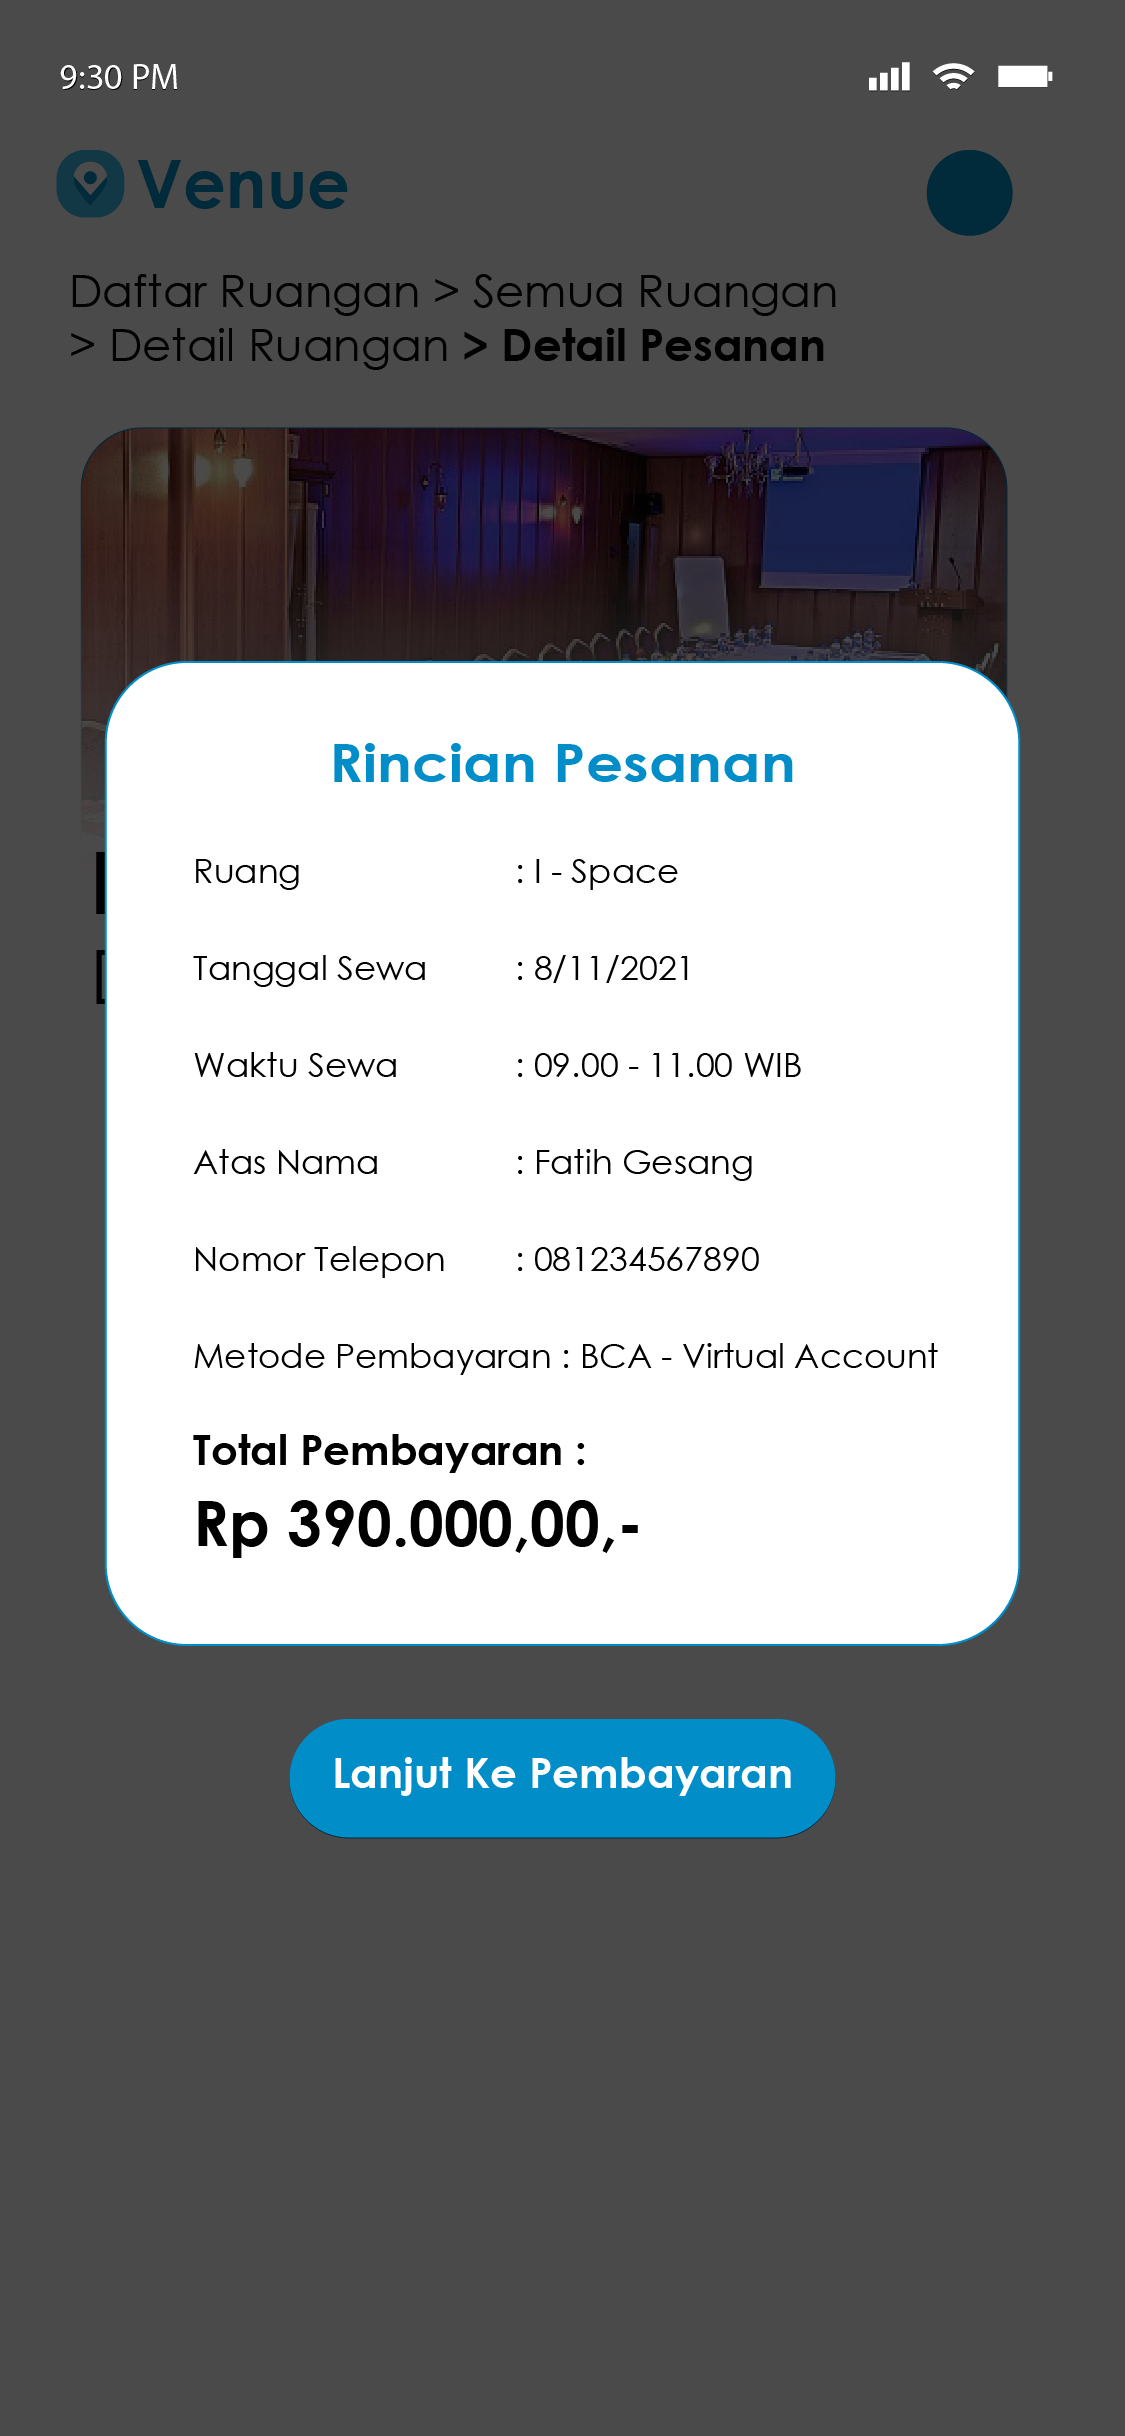 9:30 PM
Venue
Daftar Ruangan > Semua Ruangan
> Detail Ruangan > Detail Pesanan
Rincian Pesanan
Ruang : I - Space
Tanggal Sewa : 8/11/2021
Waktu Sewa : 09.00 - 11.00 WIB
Atas Nama : Fatih Gesang
Nomor Telepon : 081234567890
Metode Pembayaran : BCA - Virtual Account
Total Pembayaran :
Rp 390.000,00,-
Lanjut Ke Pembayaran